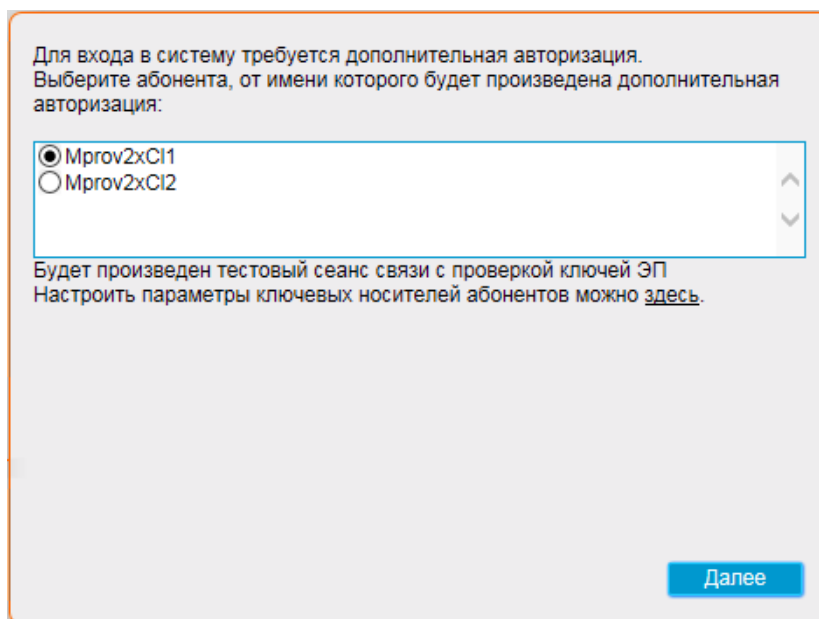 Для входа в систему требуется дополнительная авторизация.
Выберите абонента, от имени которого будет произведена дополнительная
авторизация:
Mprov2xCl1
Mprov2xCl2
Будет произведен тестовый сеанс связи с проверкой ключей ЭП
Настроить параметры ключевых носителей абонентов можно здесь.
Далее